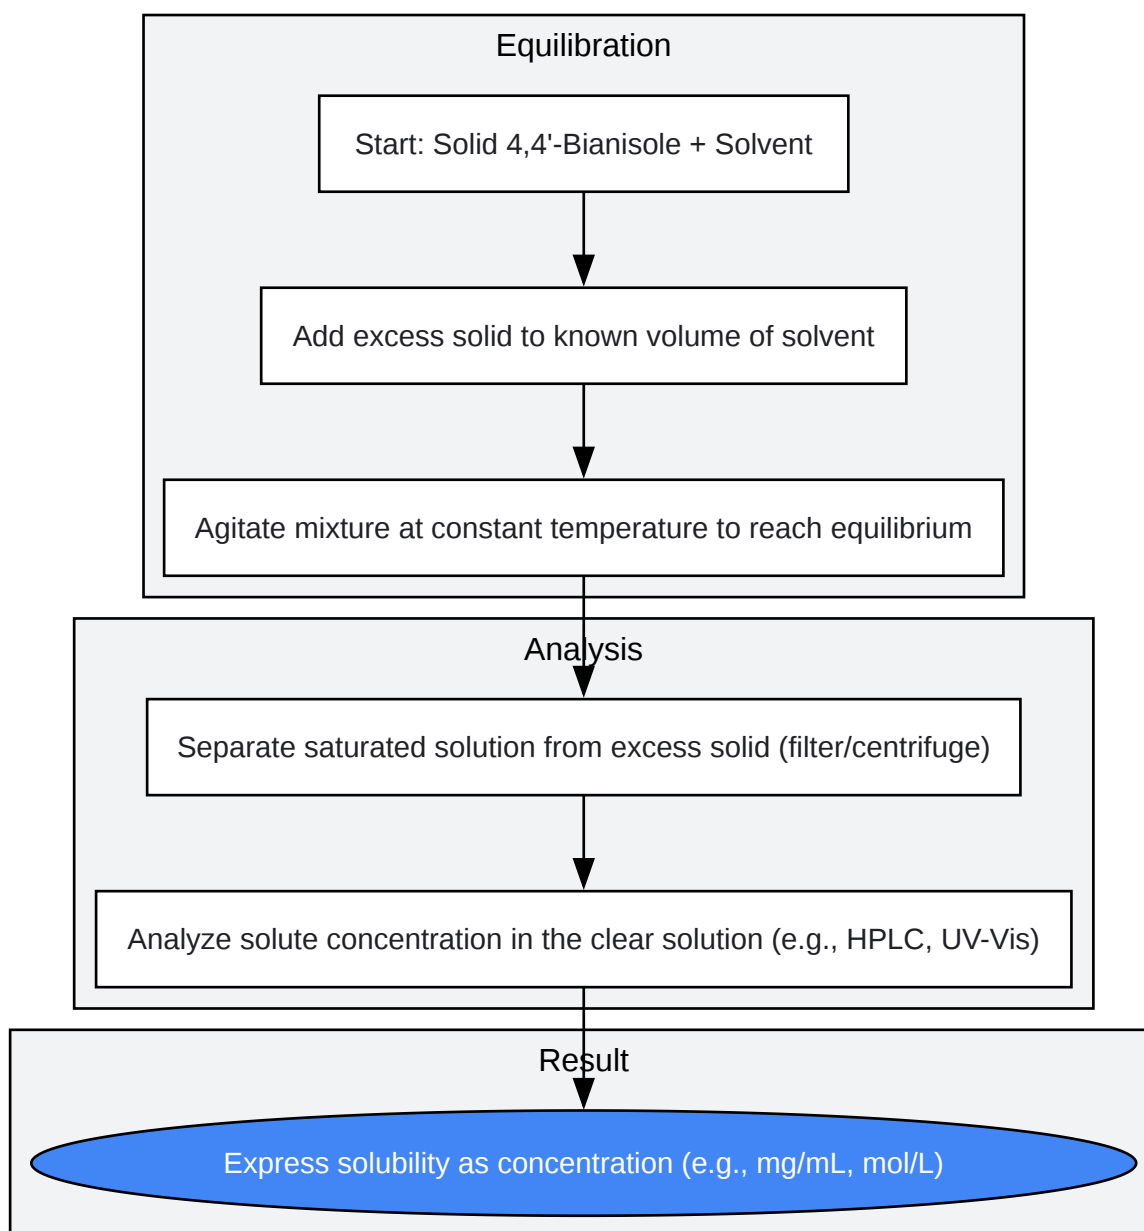 Equilibration
Start: Solid 4,4'-Bianisole + Solvent
Add excess solid to known volume of solvent
Agitate mixture at constant temperature to reach equilibrium
Analysis
Separate saturated solution from excess solid (filter/centrifuge)
Analyze solute concentration in the clear solution (e.g., HPLC, UV-Vis)
Result
Express solubility as concentration (e.g., mg/mL, mol/L)